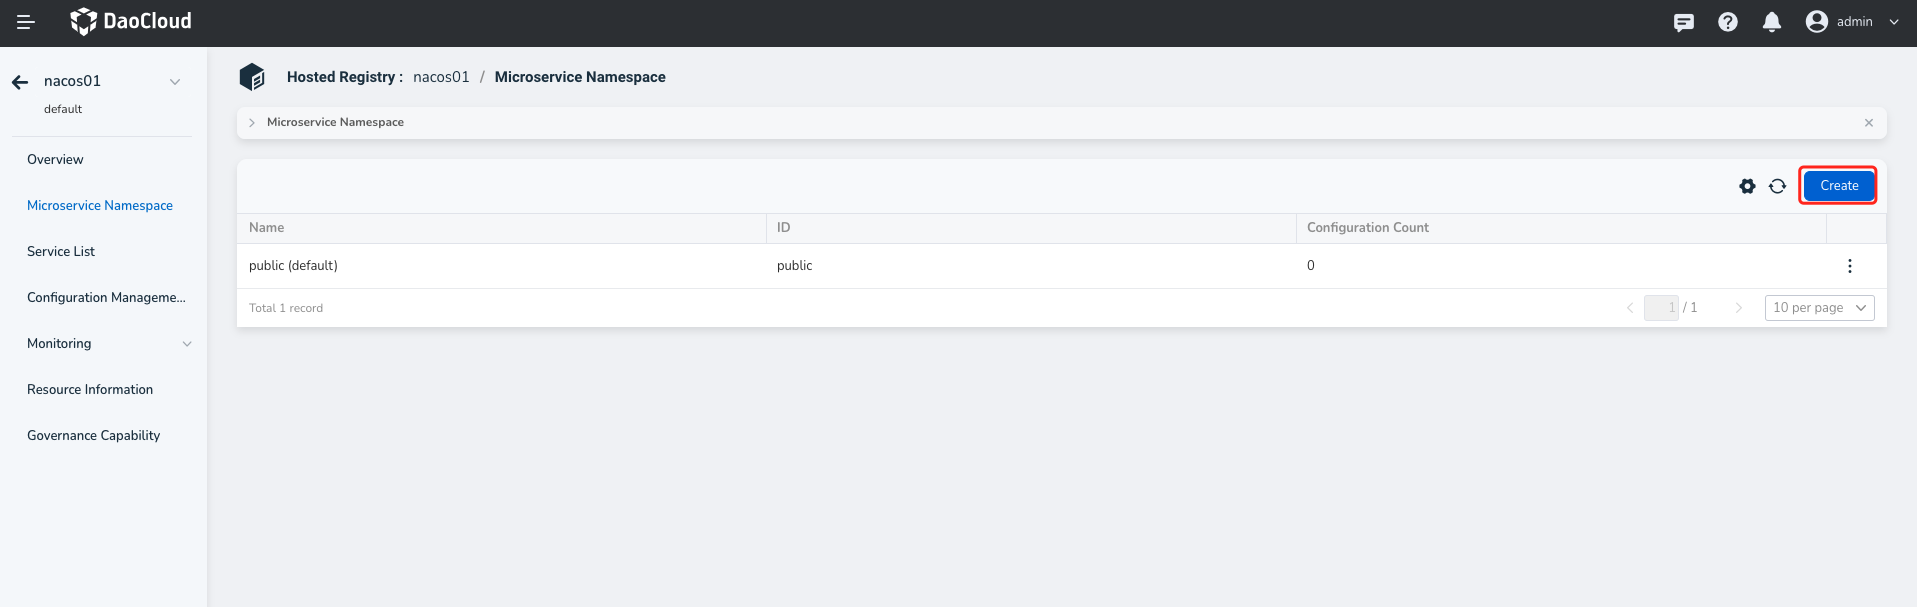 DaoCloud
admin
nacos01
default
Overview
Microservice Namespace
Service List
Configuration Manageme...
Monitoring
Resource Information
Governance Capability
Hosted Registry : nacos01 / Microservice Namespace
Microservice Namespace
Create
Name ID Configuration Count
public (default) public 0
Total 1 record 1 / 1 10 per page